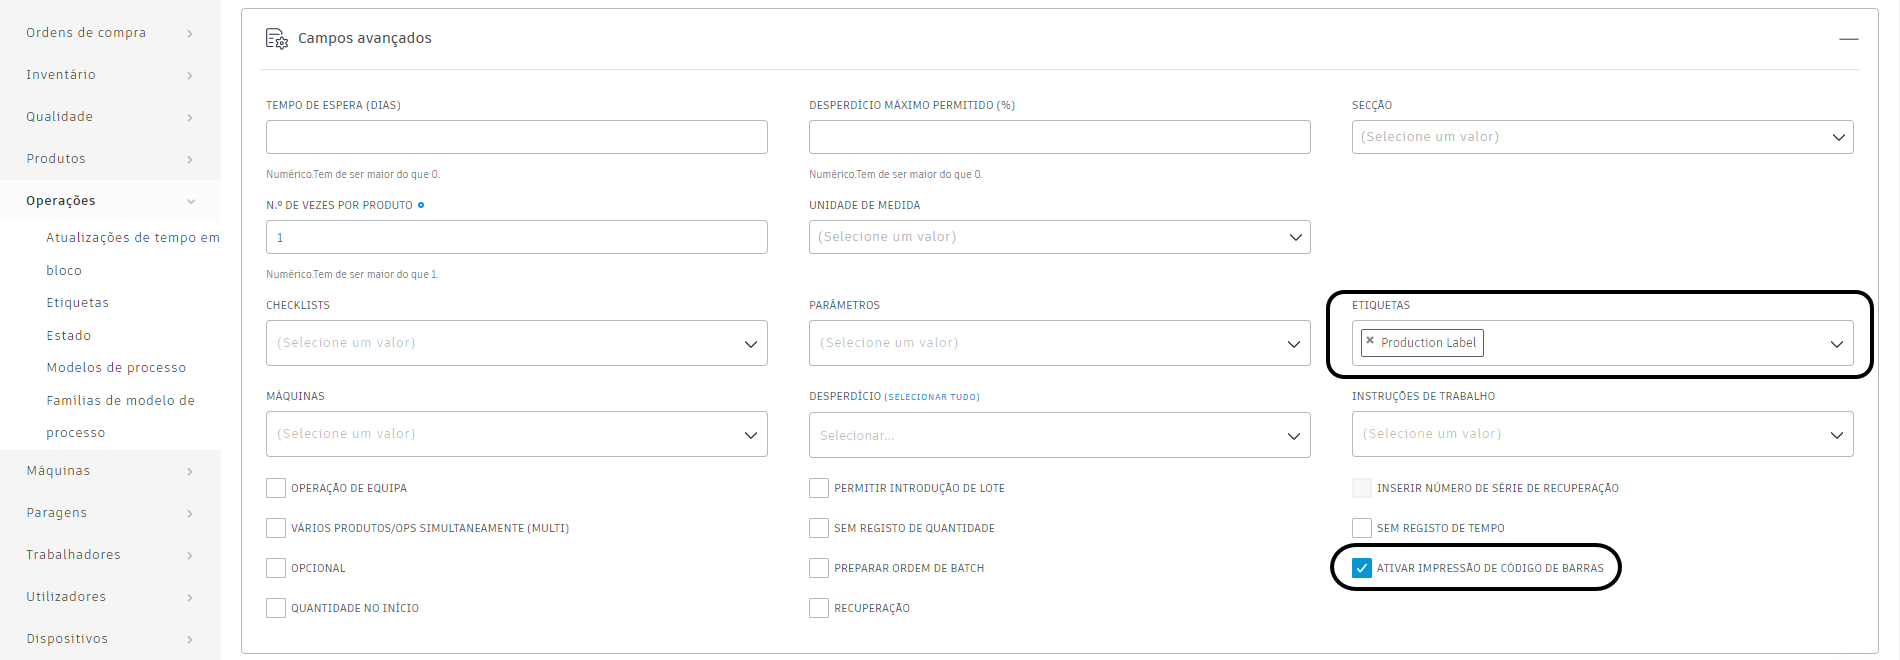 Ordens de compra
Inventário
Qualidade
Produtos
Operações
Atualizações de tempo em
bloco
Etiquetas
Estado
Modelos de processo
Famílias de modelo de
processo
Máquinas
Paragens
Trabalhadores
Utilizadores
Dispositivos
Campos avançados
TEMPO DE ESPERA (DIAS)
Numérico.Tem de ser maior do que 0.
DESPERDÍCIO MÁXIMO PERMITIDO (%)
Numérico.Tem de ser maior do que 0.
SECÇÃO
(Selecione um valor)
N.º DE VEZES POR PRODUTO
1
Numérico.Tem de ser maior do que 1.
UNIDADE DE MEDIDA
(Selecione um valor)
CHECKLISTS
(Selecione um valor)
PARÂMETROS
(Selecione um valor)
ETIQUETAS
× Production Label
MÁQUINAS
(Selecione um valor)
DESPERDÍCIO (SELECIONAR TUDO)
Selecionar...
INSTRUÇÕES DE TRABALHO
(Selecione um valor)
OPERAÇÃO DE EQUIPA
PERMITIR INTRODUÇÃO DE LOTE
INSERIR NÚMERO DE SÉRIE DE RECUPERAÇÃO
VÁRIOS PRODUTOS/OPS SIMULTANEAMENTE (MULTI)
SEM REGISTO DE QUANTIDADE
SEM REGISTO DE TEMPO
OPCIONAL
PREPARAR ORDEM DE BATCH
ATIVAR IMPRESSÃO DE CÓDIGO DE BARRAS
QUANTIDADE NO INÍCIO
RECUPERAÇÃO